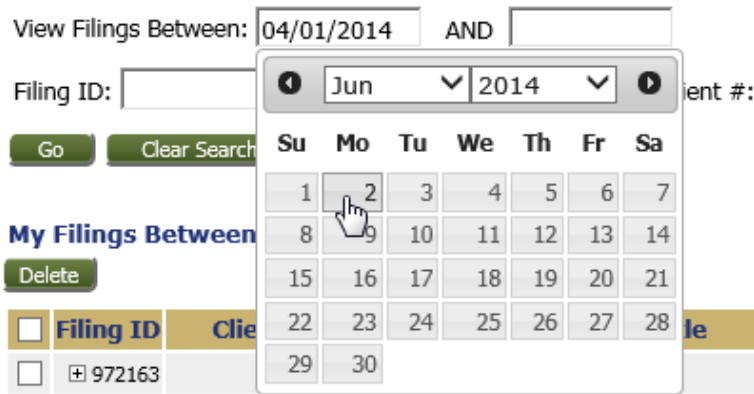 View Filings Between: 04/01/2014 AND
Filing ID: ient #:
Jun 2014
Go Clear Search
Su Mo Tu We Th Fr Sa
1 2 3 4 5 6 7
My Filings Between 8 9 10 11 12 13 14
Delete 15 16 17 18 19 20 21
Filing ID Clie 22 23 24 25 26 27 28 le
972163 29 30